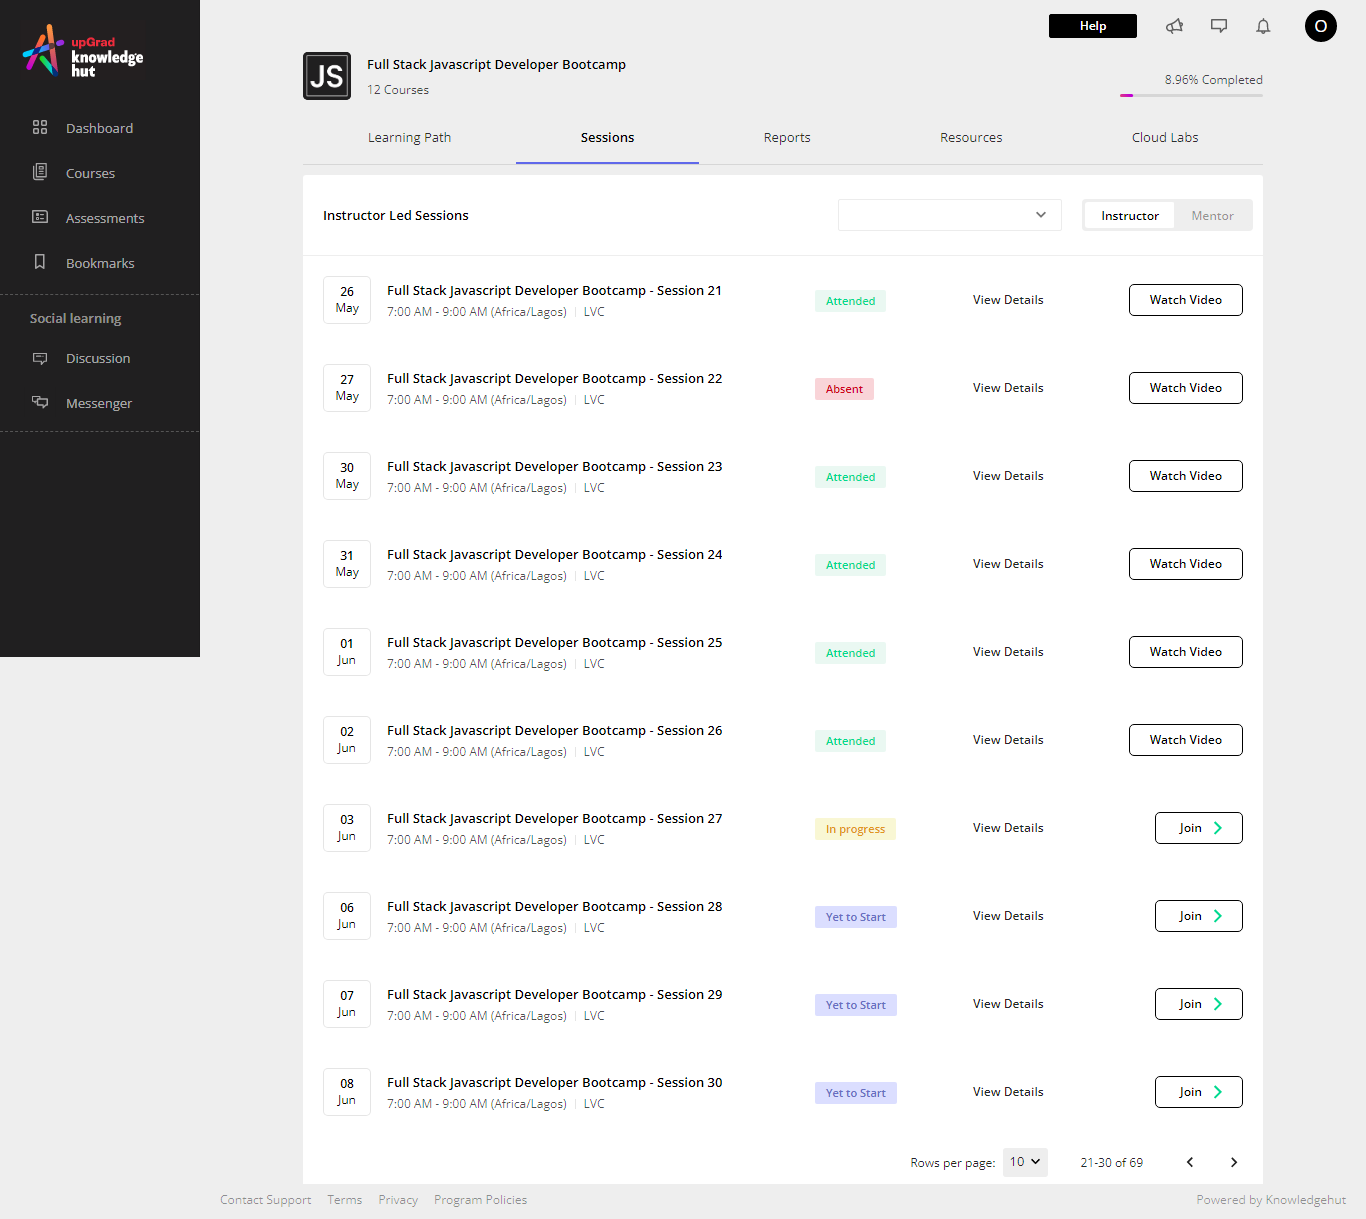 upGrad
knowledge
hut
Dashboard
Courses
Assessments
Bookmarks
Social learning
Discussion
Messenger
Help
O
JS
Full Stack Javascript Developer Bootcamp
12 Courses
8.96% Completed
Learning Path
Sessions
Reports
Resources
Cloud Labs
Instructor Led Sessions
Instructor
Mentor
26
May
Full Stack Javascript Developer Bootcamp - Session 21
7:00 AM - 9:00 AM (Africa/Lagos) | LVC
Attended
View Details
Watch Video
27
May
Full Stack Javascript Developer Bootcamp - Session 22
7:00 AM - 9:00 AM (Africa/Lagos) | LVC
Absent
View Details
Watch Video
30
May
Full Stack Javascript Developer Bootcamp - Session 23
7:00 AM - 9:00 AM (Africa/Lagos) | LVC
Attended
View Details
Watch Video
31
May
Full Stack Javascript Developer Bootcamp - Session 24
7:00 AM - 9:00 AM (Africa/Lagos) | LVC
Attended
View Details
Watch Video
01
Jun
Full Stack Javascript Developer Bootcamp - Session 25
7:00 AM - 9:00 AM (Africa/Lagos) | LVC
Attended
View Details
Watch Video
02
Jun
Full Stack Javascript Developer Bootcamp - Session 26
7:00 AM - 9:00 AM (Africa/Lagos) | LVC
Attended
View Details
Watch Video
03
Jun
Full Stack Javascript Developer Bootcamp - Session 27
7:00 AM - 9:00 AM (Africa/Lagos) | LVC
In progress
View Details
Join
06
Jun
Full Stack Javascript Developer Bootcamp - Session 28
7:00 AM - 9:00 AM (Africa/Lagos) | LVC
Yet to Start
View Details
Join
07
Jun
Full Stack Javascript Developer Bootcamp - Session 29
7:00 AM - 9:00 AM (Africa/Lagos) | LVC
Yet to Start
View Details
Join
08
Jun
Full Stack Javascript Developer Bootcamp - Session 30
7:00 AM - 9:00 AM (Africa/Lagos) | LVC
Yet to Start
View Details
Join
Rows per page: 10
21-30 of 69
Contact Support
Terms
Privacy
Program Policies
Powered by Knowledgehut